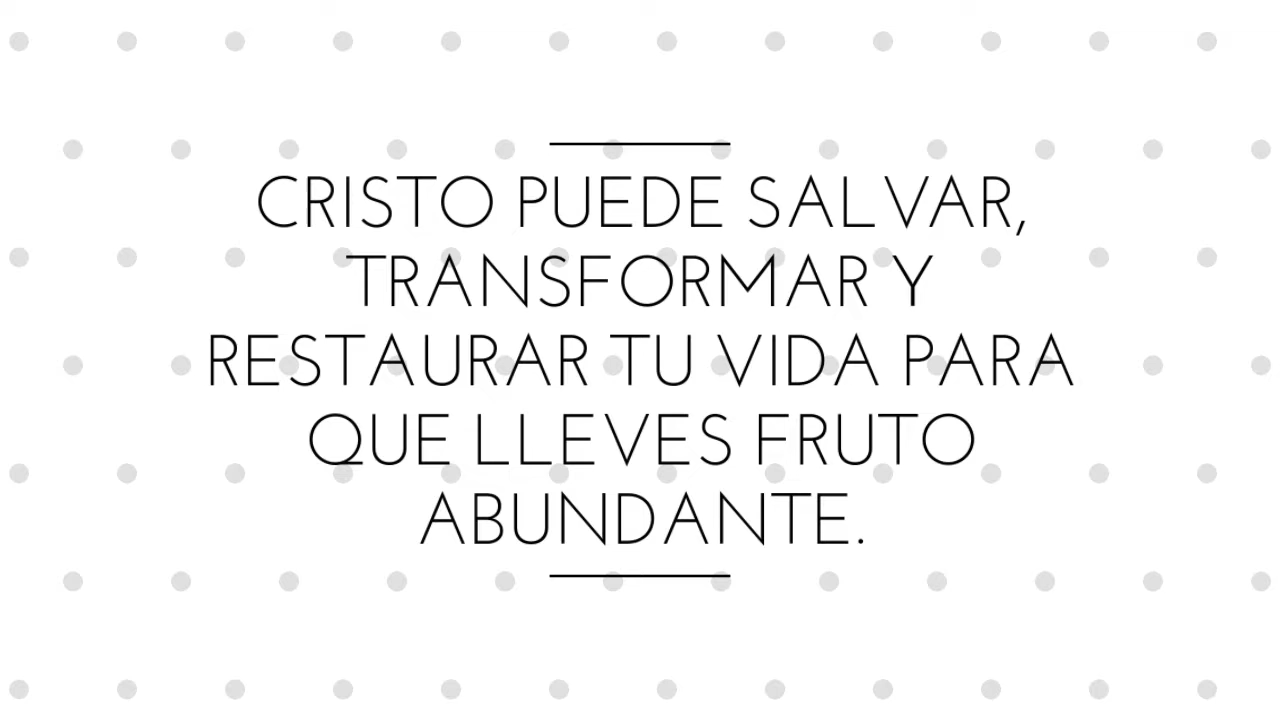 CRISTO PUEDE SALVAR,
TRANSFORMAR Y
RESTAURAR TU VIDA PARA
QUE LLEVES FRUTO
ABUNDANTE.